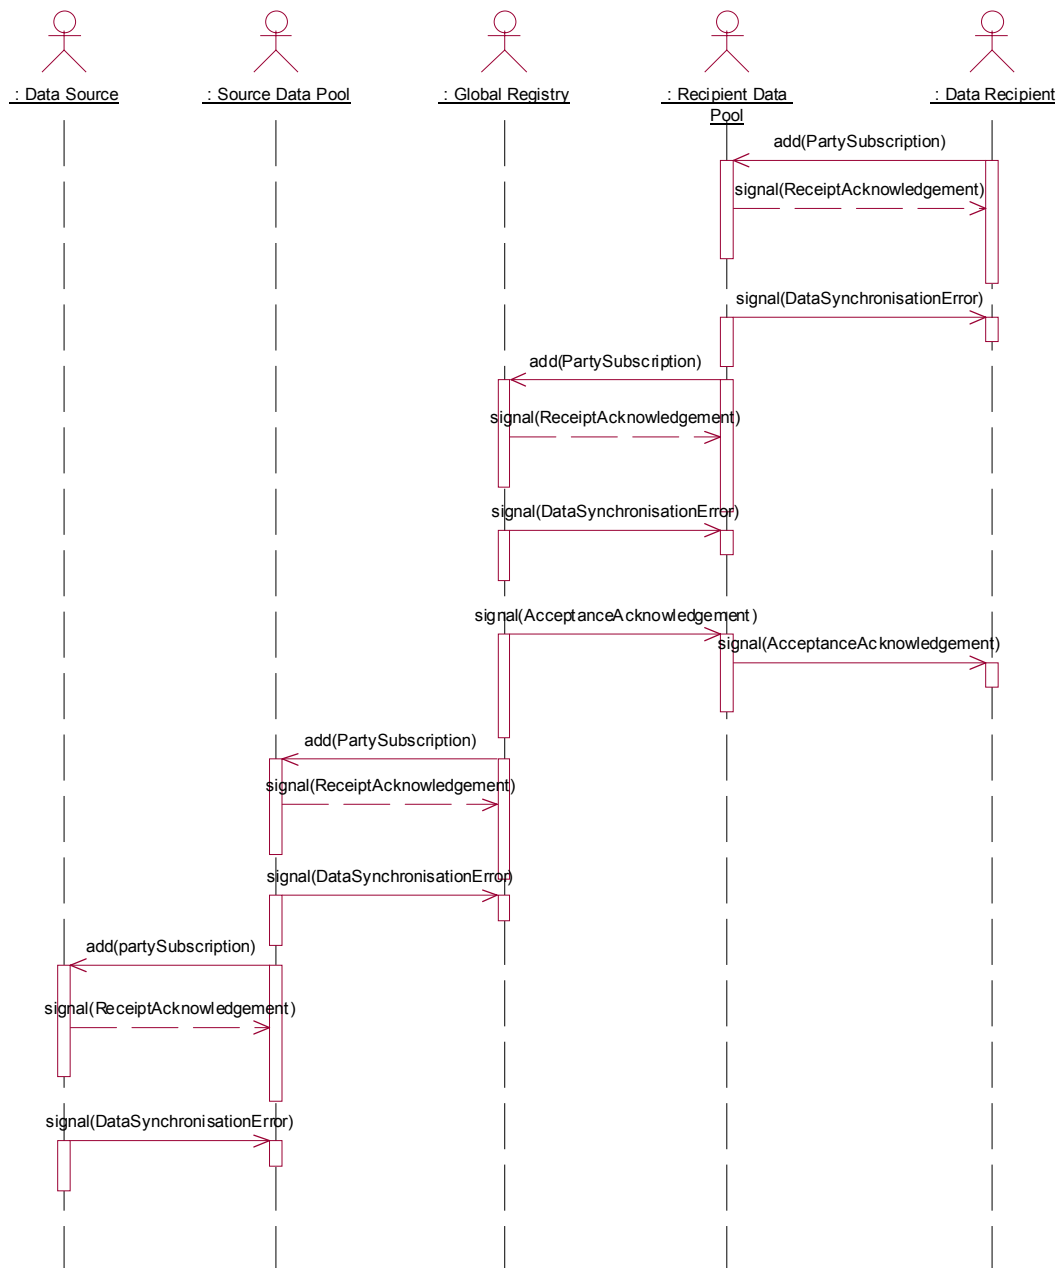 : Data Source
: Source Data Pool
: Global Registry
: Recipient Data
Pool
: Data Recipient
add(PartySubscription)
signal(ReceiptAcknowledgement)
signal(DataSynchronisationError)
add(PartySubscription)
signal(ReceiptAcknowledgement)
signal(DataSynchronisationError)
signal(AcceptanceAcknowledgement)
signal(AcceptanceAcknowledgement)
add(PartySubscription)
signal(ReceiptAcknowledgement)
signal(DataSynchronisationError)
add(partySubscription)
signal(ReceiptAcknowledgement)
signal(DataSynchronisationError)